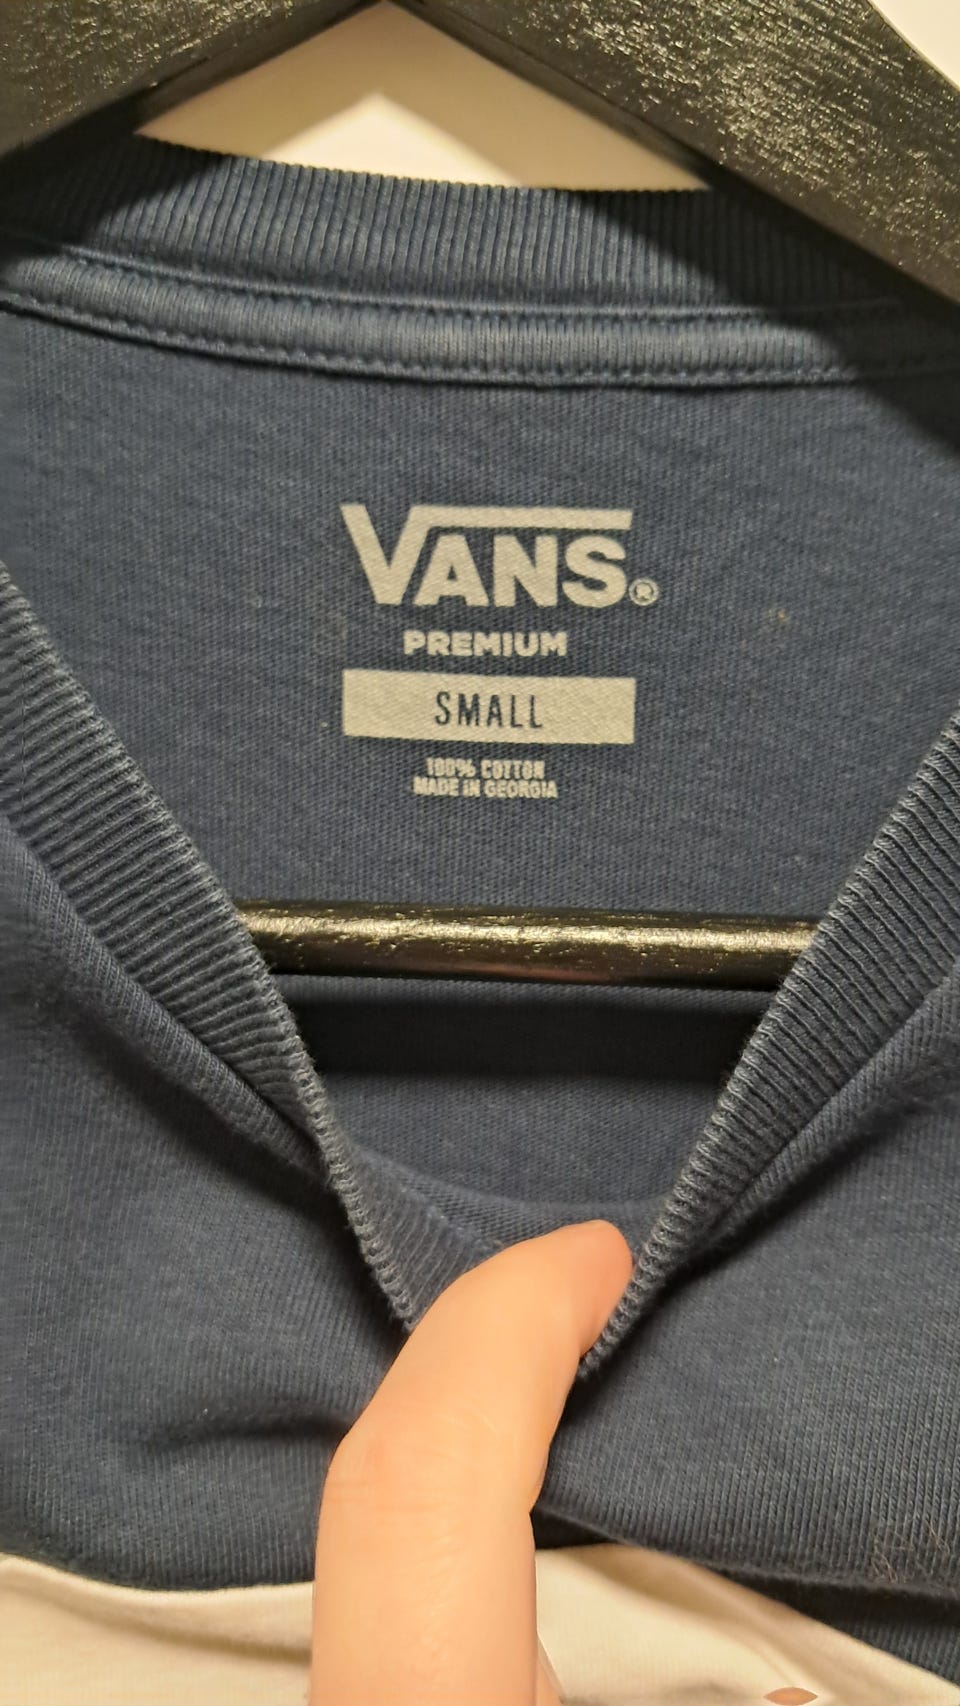 VANS®
PREMIUM
SMALL
100% COTTON
MADE IN GEORGIA